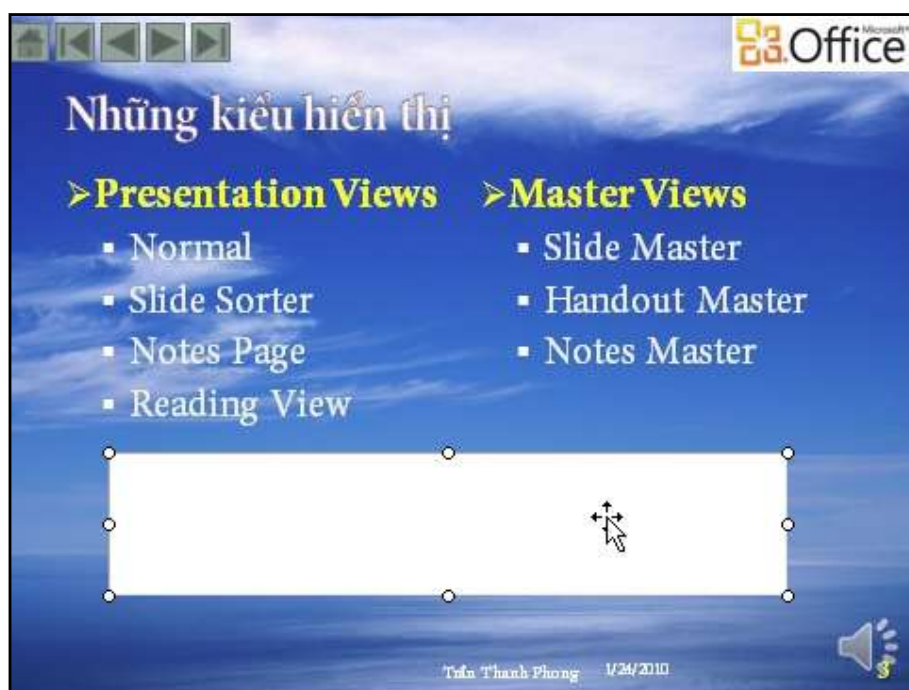 Microsoft®
Office
Những kiểu hiển thị
➢Presentation Views
▪ Normal
▪ Slide Sorter
▪ Notes Page
▪ Reading View
➢Master Views
▪ Slide Master
▪ Handout Master
▪ Notes Master
Trần Thanh Phong 1/24/2010
3